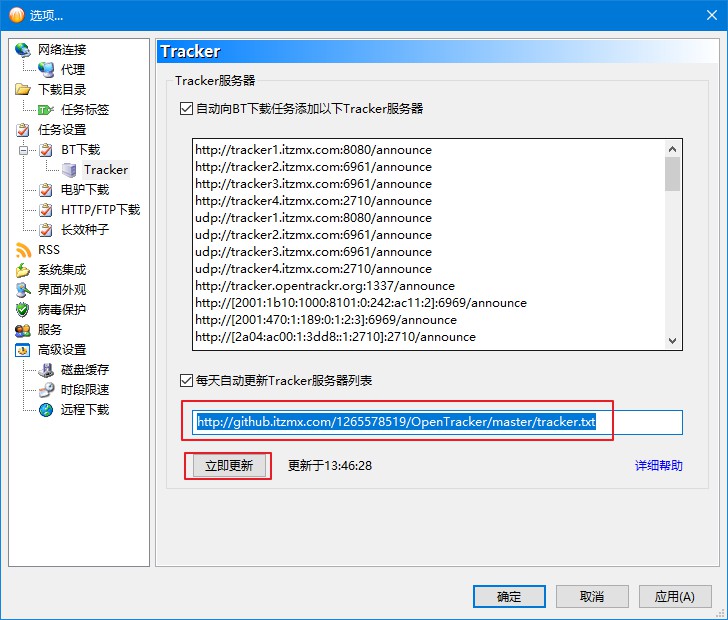 选项...
网络连接
代理
下载目录
任务标签
任务设置
BT下载
Tracker
电驴下载
HTTP/FTP下载
长效种子
RSS
系统集成
界面外观
病毒保护
服务
高级设置
磁盘缓存
时段限速
远程下载
Tracker
Tracker服务器
自动向BT下载任务添加以下Tracker服务器
http://tracker1.itzmx.com:8080/announce
http://tracker2.itzmx.com:6961/announce
http://tracker3.itzmx.com:6961/announce
http://tracker4.itzmx.com:2710/announce
udp://tracker1.itzmx.com:8080/announce
udp://tracker2.itzmx.com:6961/announce
udp://tracker3.itzmx.com:6961/announce
udp://tracker4.itzmx.com:2710/announce
http://tracker.opentrackr.org:1337/announce
http://[2001:1b10:1000:8101:0:242:ac11:2]:6969/announce
http://[2001:470:1:189:0:1:2:3]:6969/announce
http://[2a04:ac00:1:3dd8::1:2710]:2710/announce
每天自动更新Tracker服务器列表
http://github.itzmx.com/1265578519/OpenTracker/master/tracker.txt
立即更新
更新于13:46:28
详细帮助
确定
取消
应用(A)